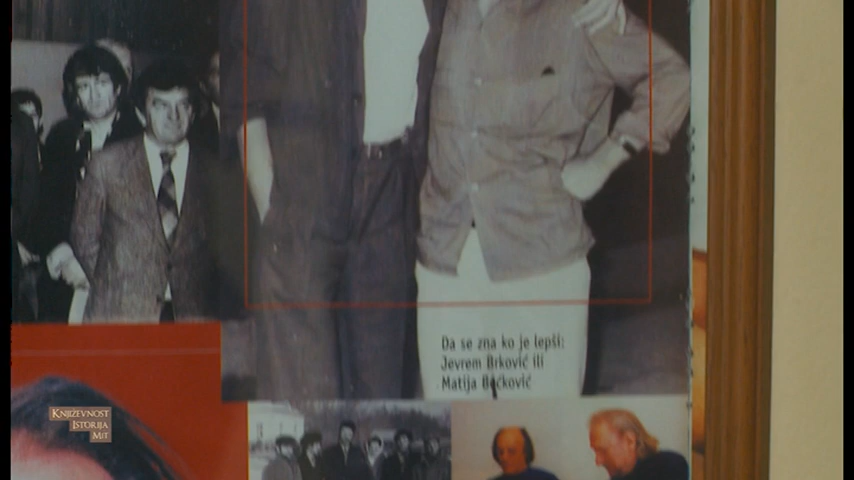 Da se zna ko je lepši:
Jevrem Brković ili
Matija Bećković
KNJIŽEVNOST
ISTORIJA
MIT